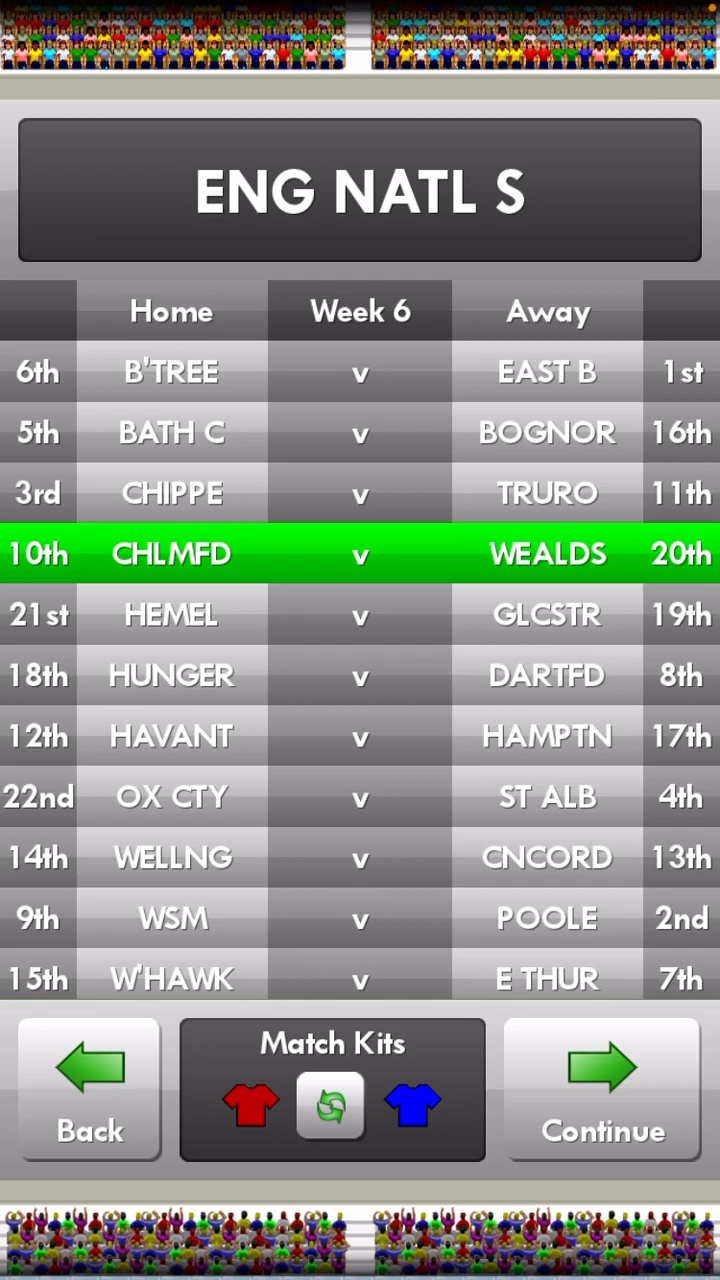 ENG NATL S
Home Week 6 Away
6th B'TREE v EAST B 1st
5th BATH C v BOGNOR 16th
3rd CHIPPE v TRURO 11th
10th CHLMFD v WEALDS 20th
21st HEMEL v GLCSTR 19th
18th HUNGER v DARTFD 8th
12th HAVANT v HAMPTN 17th
22nd OX CTY v ST ALB 4th
14th WELLNG v CNCORD 13th
9th WSM v POOLE 2nd
15th W'HAWK v E THUR 7th
Match Kits
Back Continue